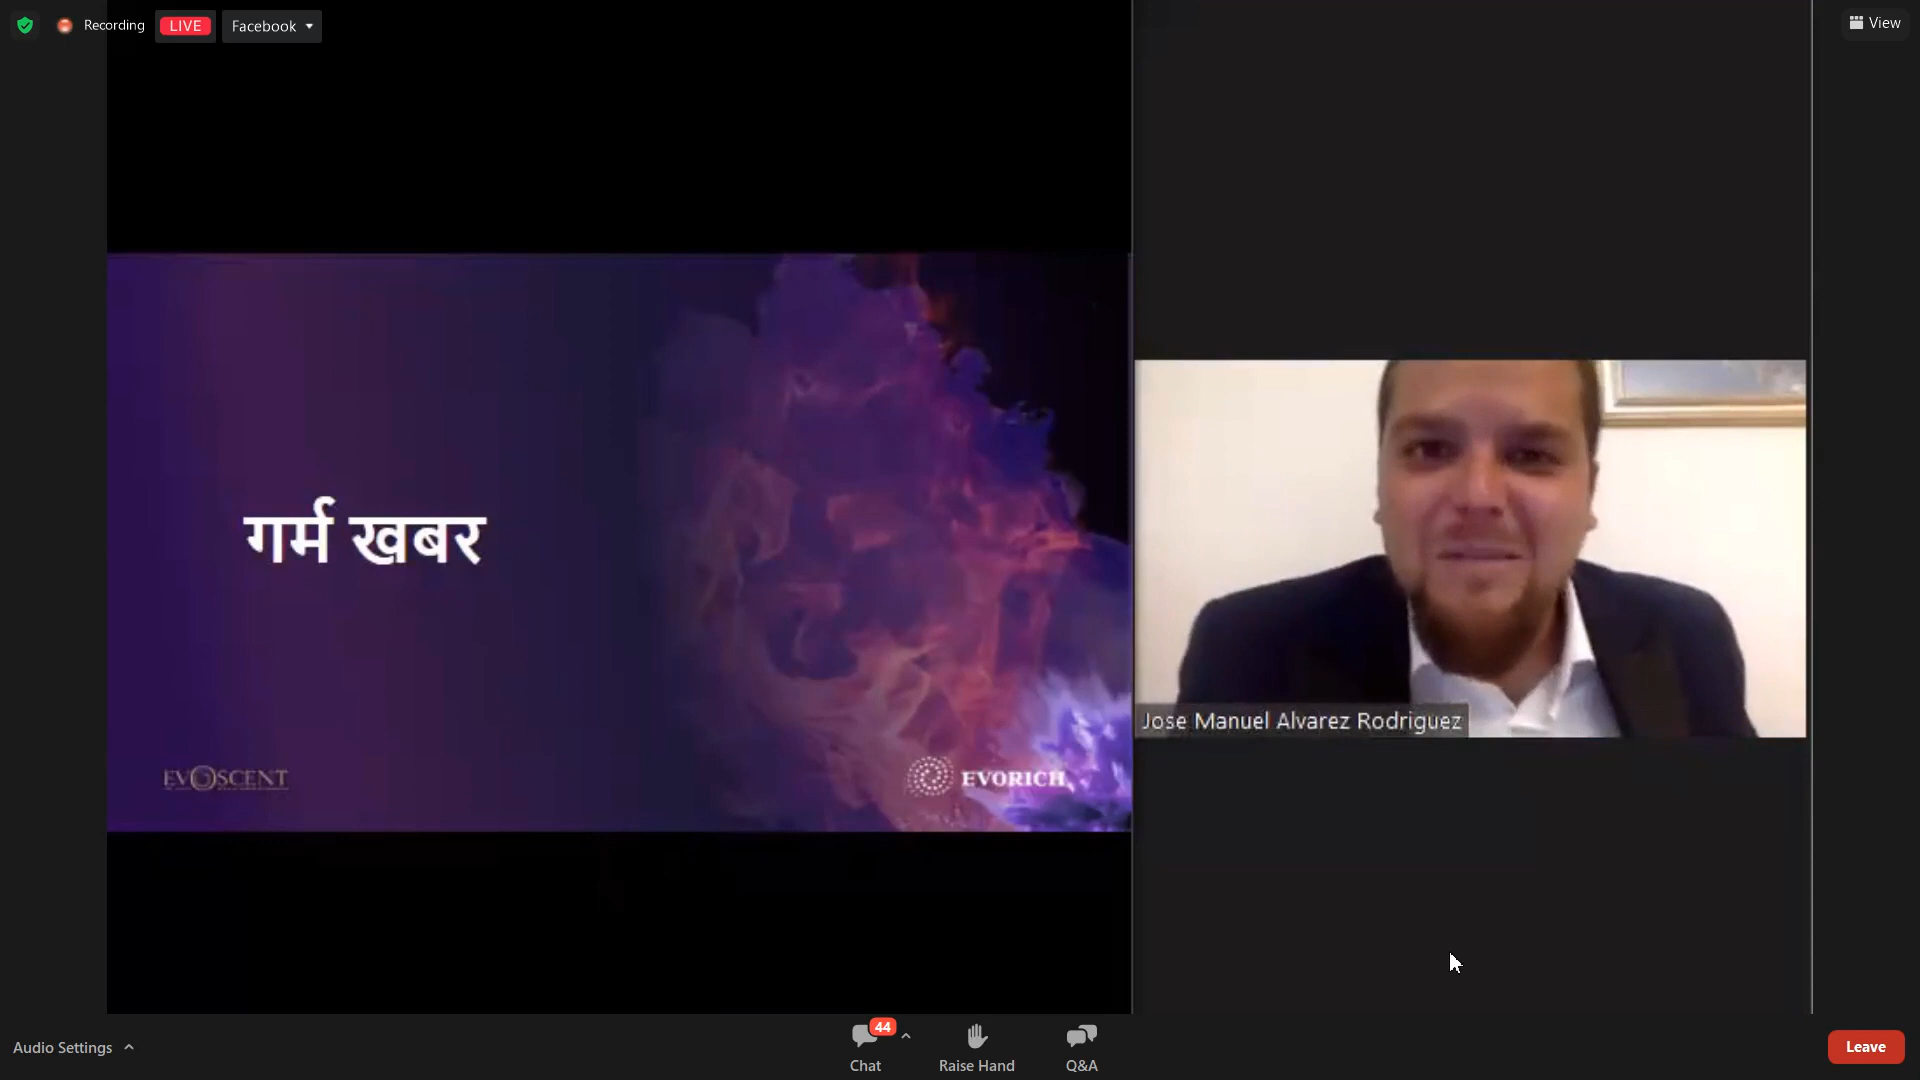 Recording
LIVE
Facebook
View
गर्म खबर
EVOSCENT
EVORICH
Jose Manuel Alvarez Rodriguez
Audio Settings
44
Chat
Raise Hand
Q&A
Leave